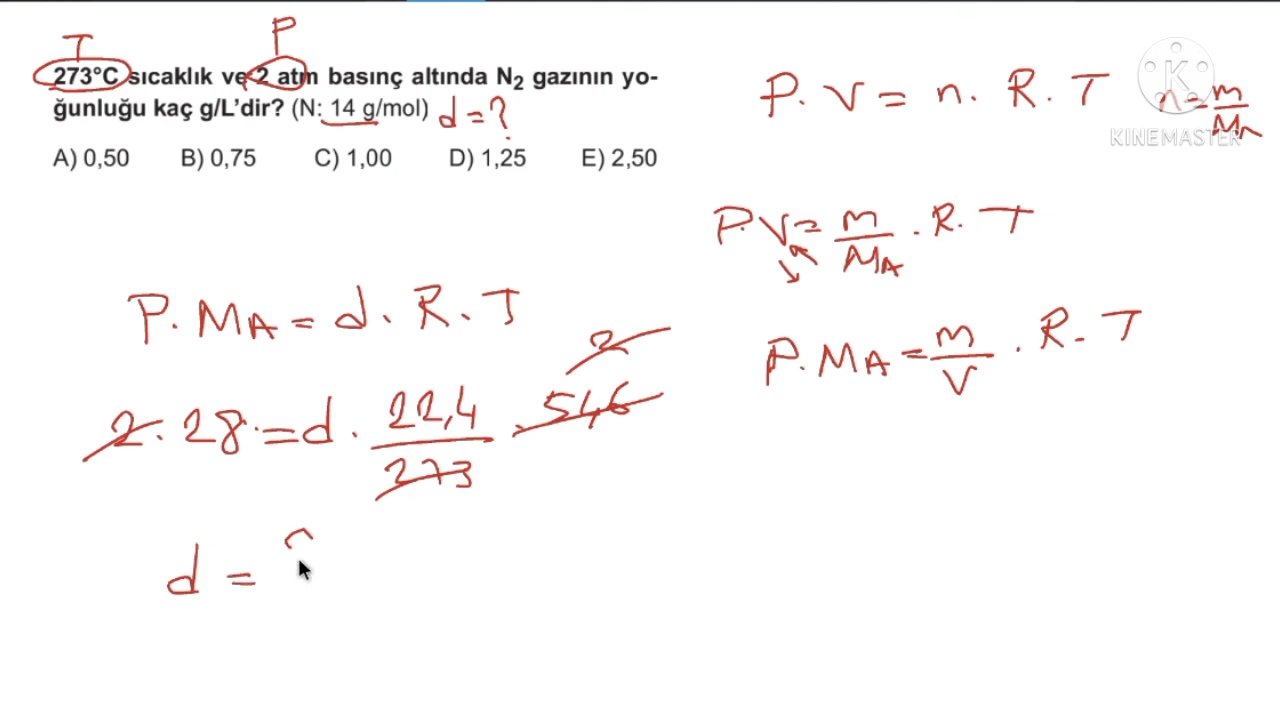 T
P
273°C sıcaklık ve 2 atm basınç altında N₂ gazının yo-
ğunluğu kaç g/L'dir? (N: 14 g/mol) d=?
A) 0,50 B) 0,75 C) 1,00 D) 1,25 E) 2,50
P. V = n. R. T n=m/MA
K
KINEMASTER
P.V= m/MA . R. T
P. MA = d. R. T
P. MA = m/V . R. T
2
2. 28 = d. 22,4/273 . 546
d =